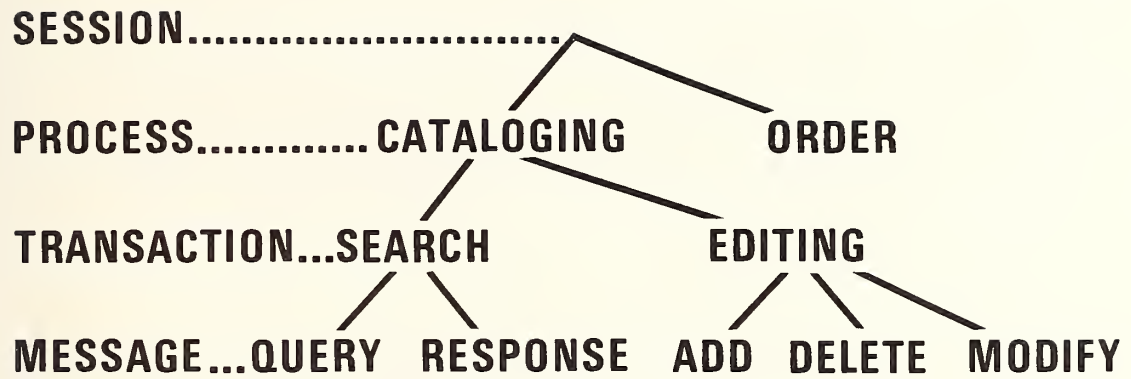 SESSION............................
PROCESS.............CATALOGING ORDER
TRANSACTION...SEARCH EDITING
MESSAGE...QUERY RESPONSE ADD DELETE MODIFY